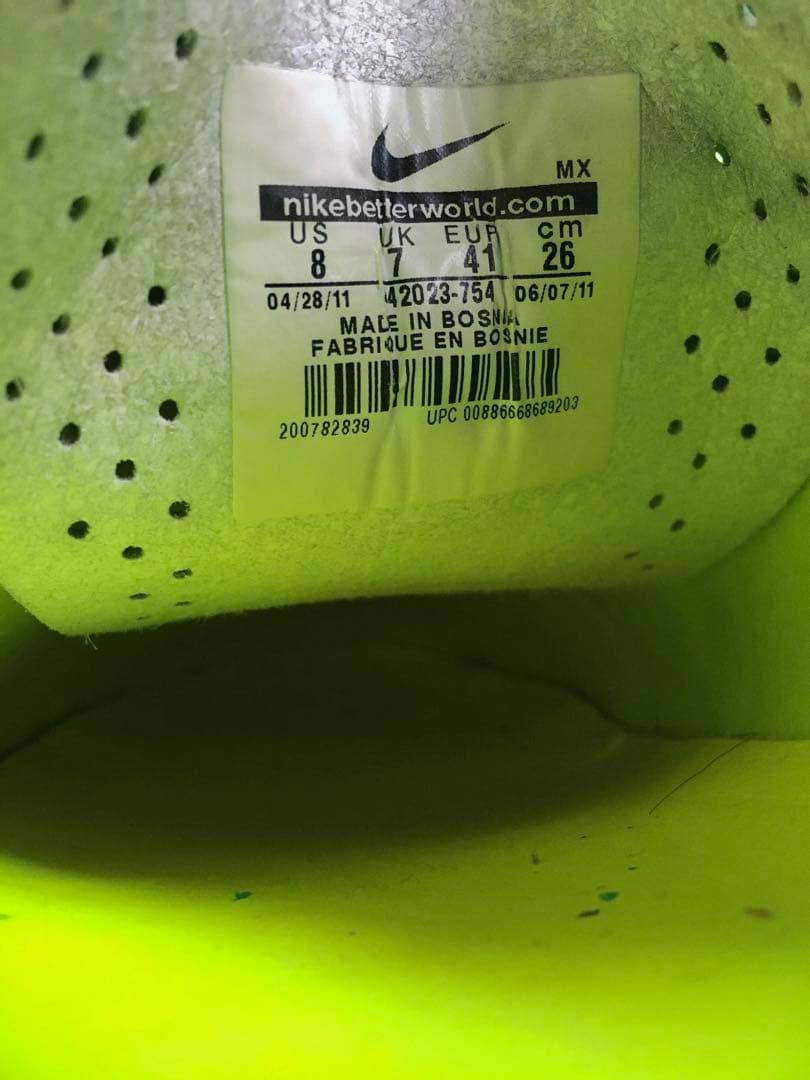 MX
nikebetterworld.com
US UK EUR cm
8 7 41 26
04/28/11 42023-754 06/07/11
MADE IN BOSNIA
FABRIQUE EN BOSNIE
200782839 UPC 00886668689203